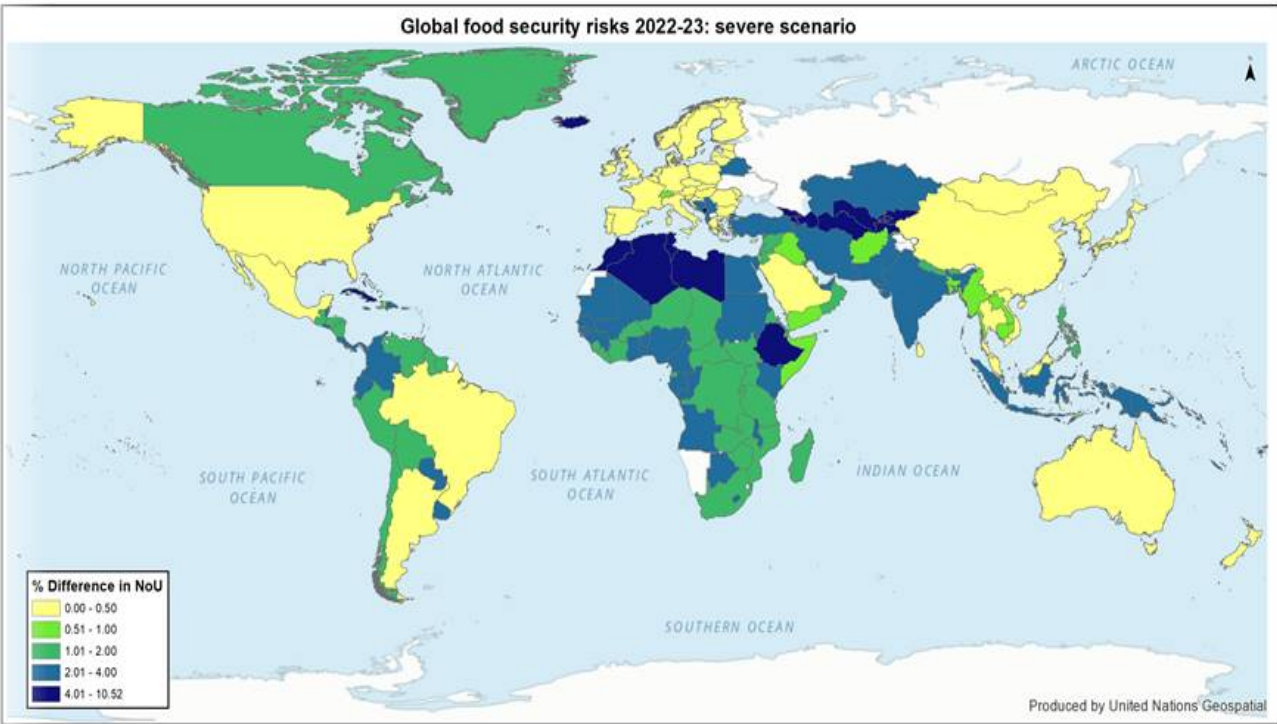 Global food security risks 2022-23: severe scenario
ARCTIC OCEAN
NORTH PACIFIC
OCEAN
NORTH ATLANTIC
OCEAN
SOUTH PACIFIC
OCEAN
SOUTH ATLANTIC
OCEAN
INDIAN OCEAN
SOUTHERN OCEAN
% Difference in NoU
0.00 - 0.50
0.51 - 1.00
1.01 - 2.00
2.01 - 4.00
4.01 - 10.52
Produced by United Nations Geospatial